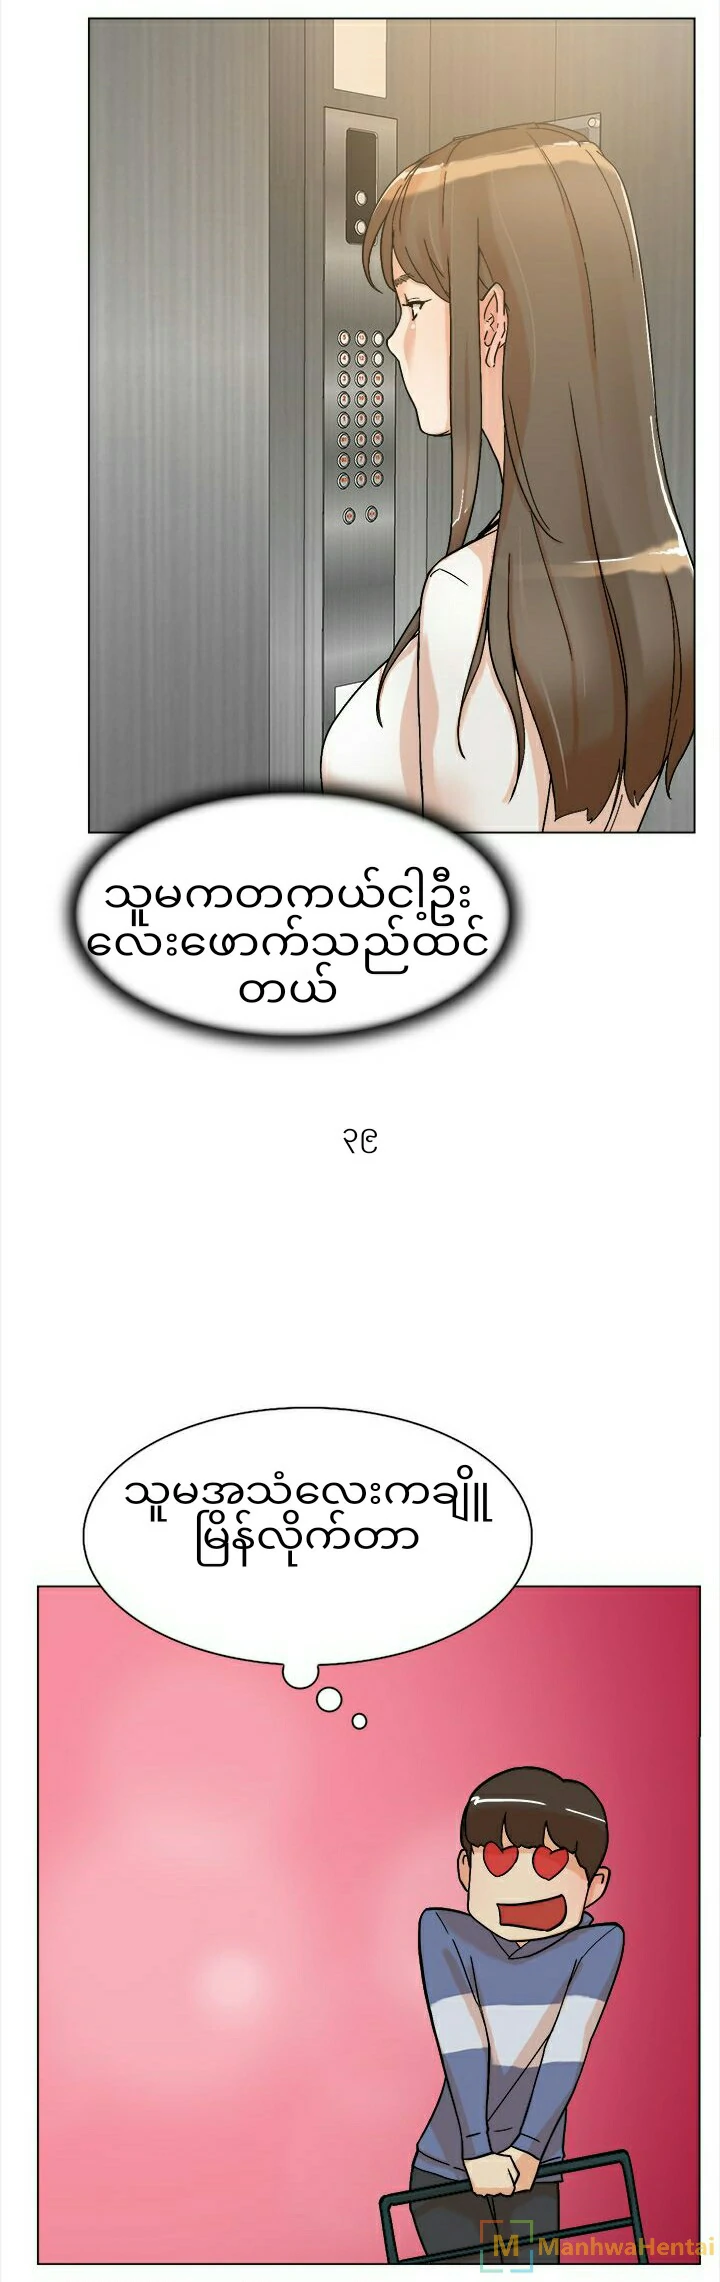 သူမကတကယ်ငါ့ဦး
လေးဖောက်သည်ထင်
တယ်
၃၉
သူမအသံလေးကချိူ
မြိန်လိုက်တာ
M ManhwaHentai